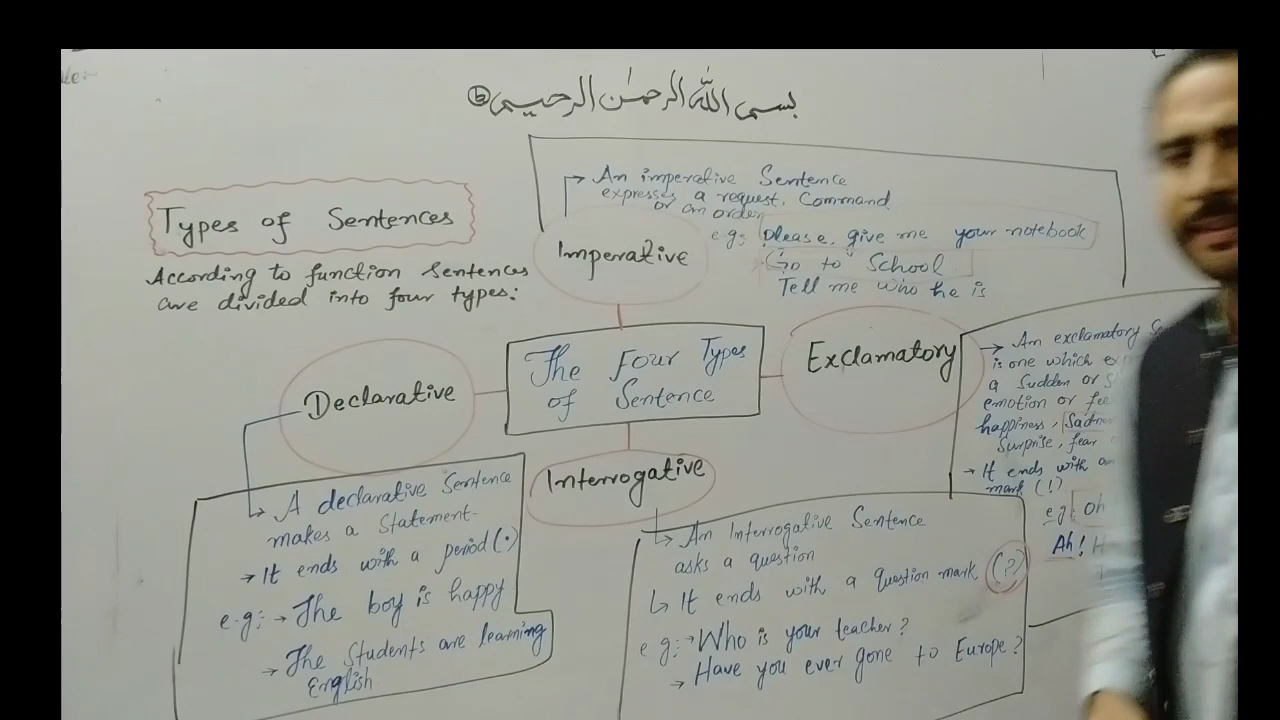 بسم الله الرحمن الرحيم
Types of Sentences
According to function Sentences
are divided into four types:
An imperative Sentence
expresses a request, Command
or an order
e.g; please, give me your notebook
Go to School
Tell me who he is
Imperative
The Four Types
of Sentence
Exclamatory
An exclamatory
is one which
a Sudden or
emotion or
happiness,
Surprise, fear
It ends with
mark (!)
eg: oh
Ah!
Declarative
A declarative Sentence
makes a Statement.
It ends with a period (.)
e.g; The boy is happy
The Students are learning
English
Interrogative
An Interrogative Sentence
asks a question
It ends with a question mark (?)
e g; Who is your teacher?
Have you ever gone to Europe?